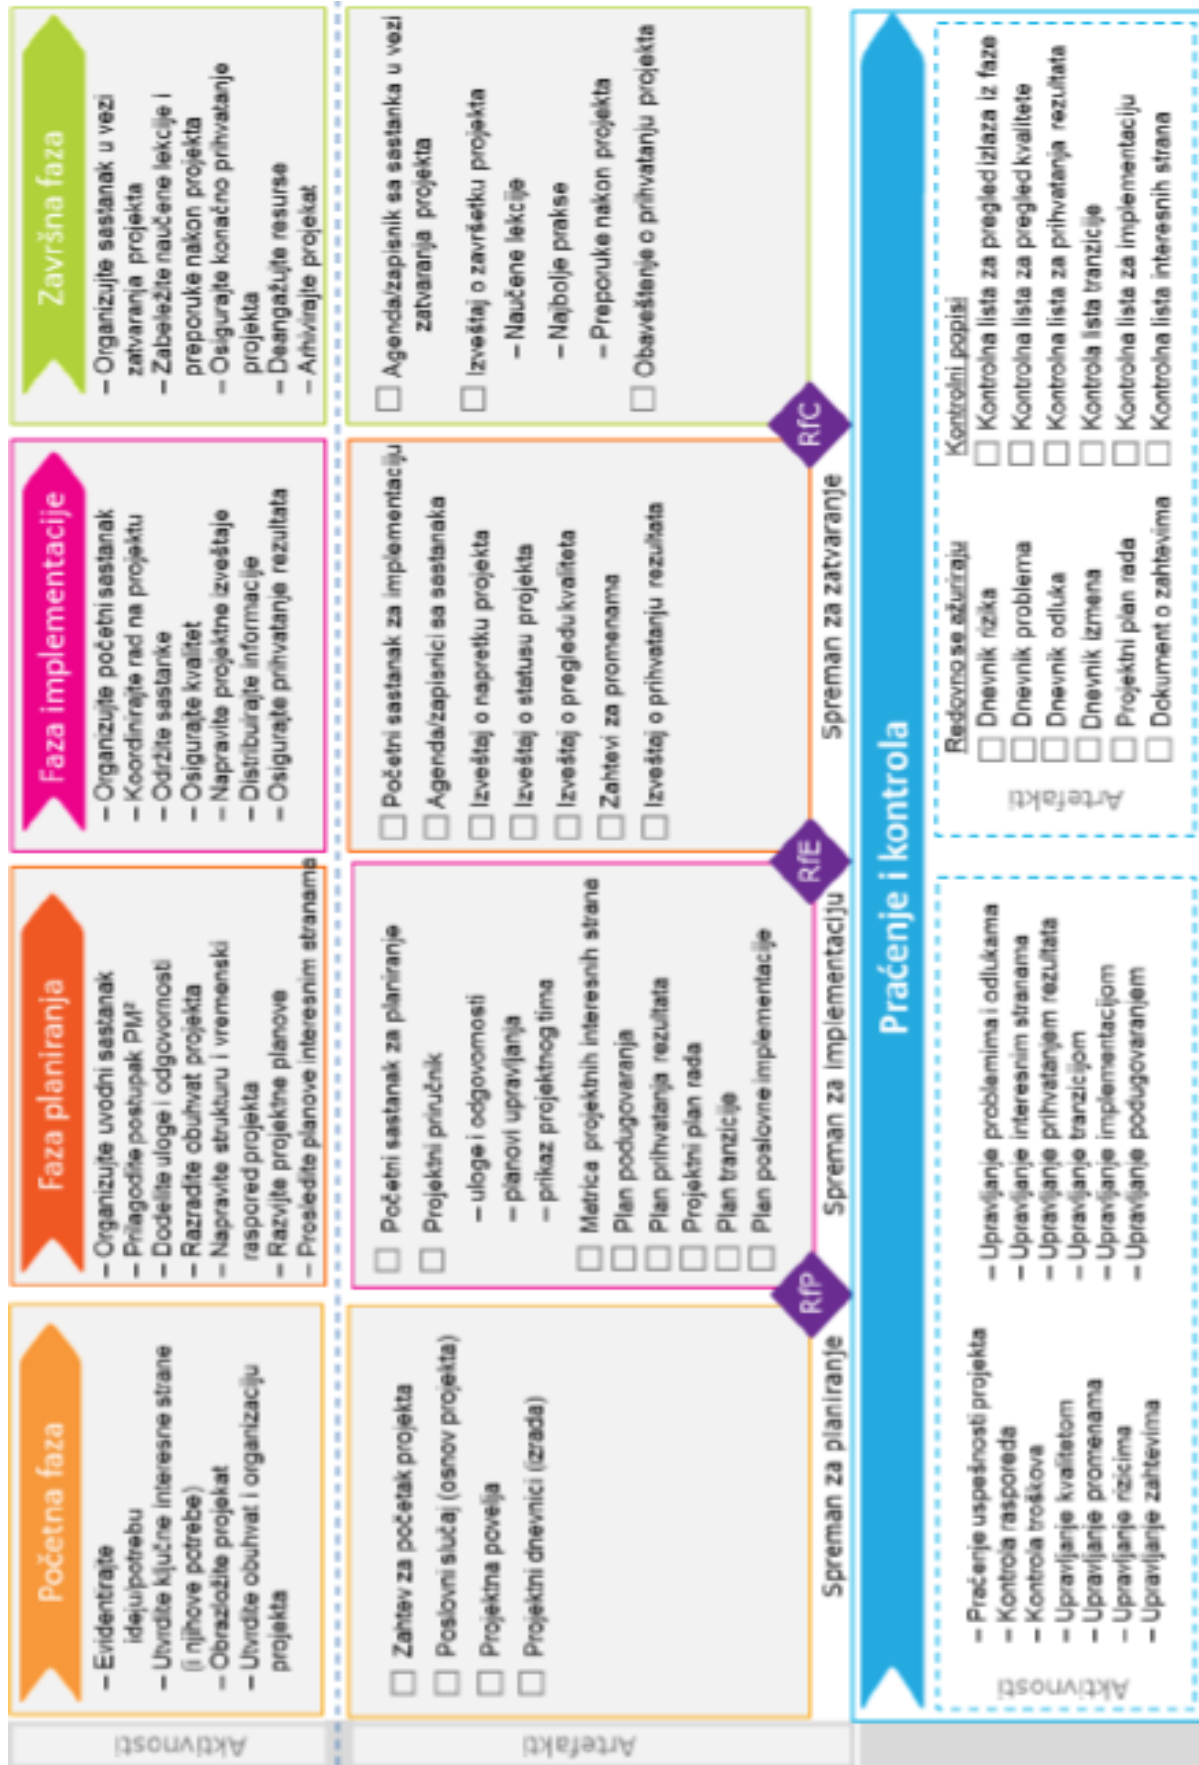 Aktivnosti
Početna faza
– Evidentirajte
ideju/potrebu
– Utvrdite ključne interesne strane
(i njihove potrebe)
– Obrazložite projekat
– Utvrdite obuhvat i organizaciju
projekta
Faza planiranja
– Organizujte uvodni sastanak
– Prilagodite postupak PM²
– Dodelite uloge i odgovornosti
– Razradite obuhvat projekta
– Napravite strukturu i vremenski
raspored projekta
– Razvijte projektne planove
– Prosledite planove interesnim stranama
Faza implementacije
– Organizujte početni sastanak
– Koordinirajte rad na projektu
– Održite sastanke
– Osigurajte kvalitet
– Napravite projektne izveštaje
– Distribuirajte informacije
– Osigurajte prihvatanje rezultata
Završna faza
– Organizujte sastanak u vezi
zatvaranja projekta
– Zabeležite naučene lekcije i
preporuke nakon projekta
– Osigurajte konačno prihvatanje
projekta
– Deangažujte resurse
– Arhivirajte projekat
Artefakti
Zahtev za početak projekta
Poslovni slučaj (osnov projekta)
Projektna povelja
Projektni dnevnici (izrada)
Početni sastanak za planiranje
Projektni priručnik
– uloge i odgovornosti
– planovi upravljanja
– prikaz projektnog tima
Matrica projektnih interesnih strana
Plan podugovaranja
Plan prihvatanja rezultata
Projektni plan rada
Plan tranzicije
Plan poslovne implementacije
Početni sastanak za implementaciju
Agenda/zapisnici sa sastanaka
Izveštaj o napretku projekta
Izveštaj o statusu projekta
Izveštaj o pregledu kvaliteta
Zahtevi za promenama
Izveštaj o prihvatanju rezultata
Agenda/zapisnik sa sastanka u vezi
zatvaranja projekta
Izveštaj o završetku projekta
– Naučene lekcije
– Najbolje prakse
– Preporuke nakon projekta
Obaveštenje o prihvatanju projekta
RfP
RfE
RfC
Spreman za planiranje
Spreman za implementaciju
Spreman za zatvaranje
Praćenje i kontrola
Aktivnosti
– Praćenje uspešnosti projekta
– Kontrola rasporeda
– Kontrola troškova
– Upravljanje kvalitetom
– Upravljanje promenama
– Upravljanje rizicima
– Upravljanje zahtevima
– Upravljanje problemima i odlukama
– Upravljanje interesnim stranama
– Upravljanje prihvatanjem rezultata
– Upravljanje tranzicijom
– Upravljanje implementacijom
– Upravljanje podugovaranjem
Artefakti
Redovno se ažuriraju
Dnevnik rizika
Dnevnik problema
Dnevnik odluka
Dnevnik izmena
Projektni plan rada
Dokument o zahtevima
Kontrolni popisi
Kontrolna lista za pregled izlaza iz faze
Kontrolna lista za pregled kvalitete
Kontrolna lista za prihvatanja rezultata
Kontrola lista tranzicije
Kontrolna lista za implementaciju
Kontrolna lista interesnih strana